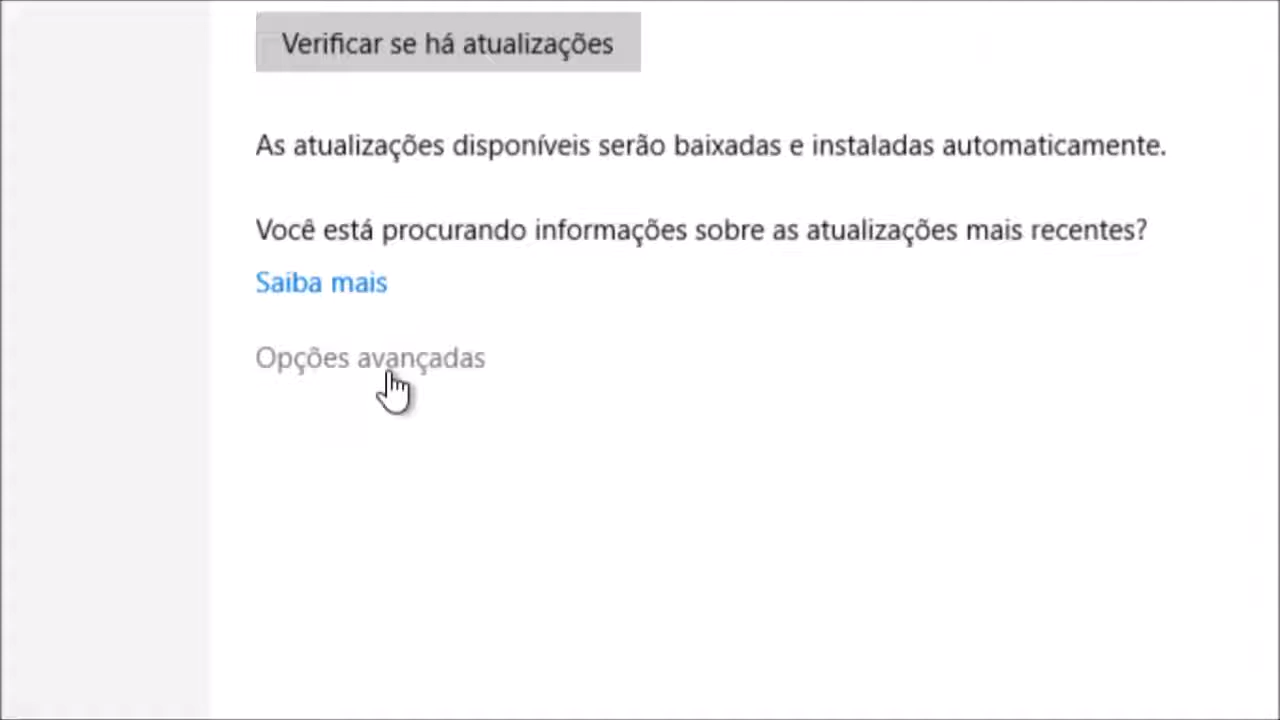 Verificar se há atualizações
As atualizações disponíveis serão baixadas e instaladas automaticamente.
Você está procurando informações sobre as atualizações mais recentes?
Saiba mais
Opções avançadas